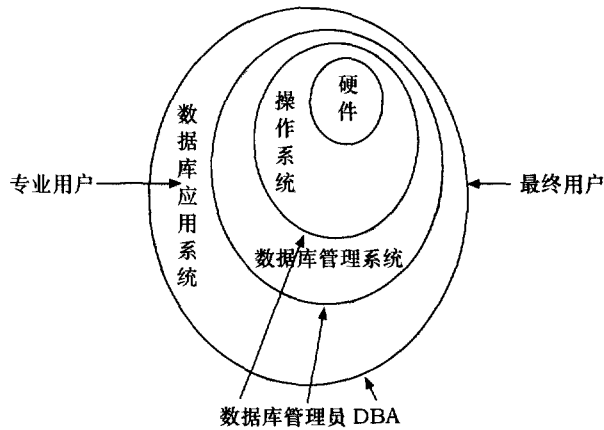 硬件
操作系统
数据库应用系统
专业用户
最终用户
数据库管理系统
数据库管理员 DBA